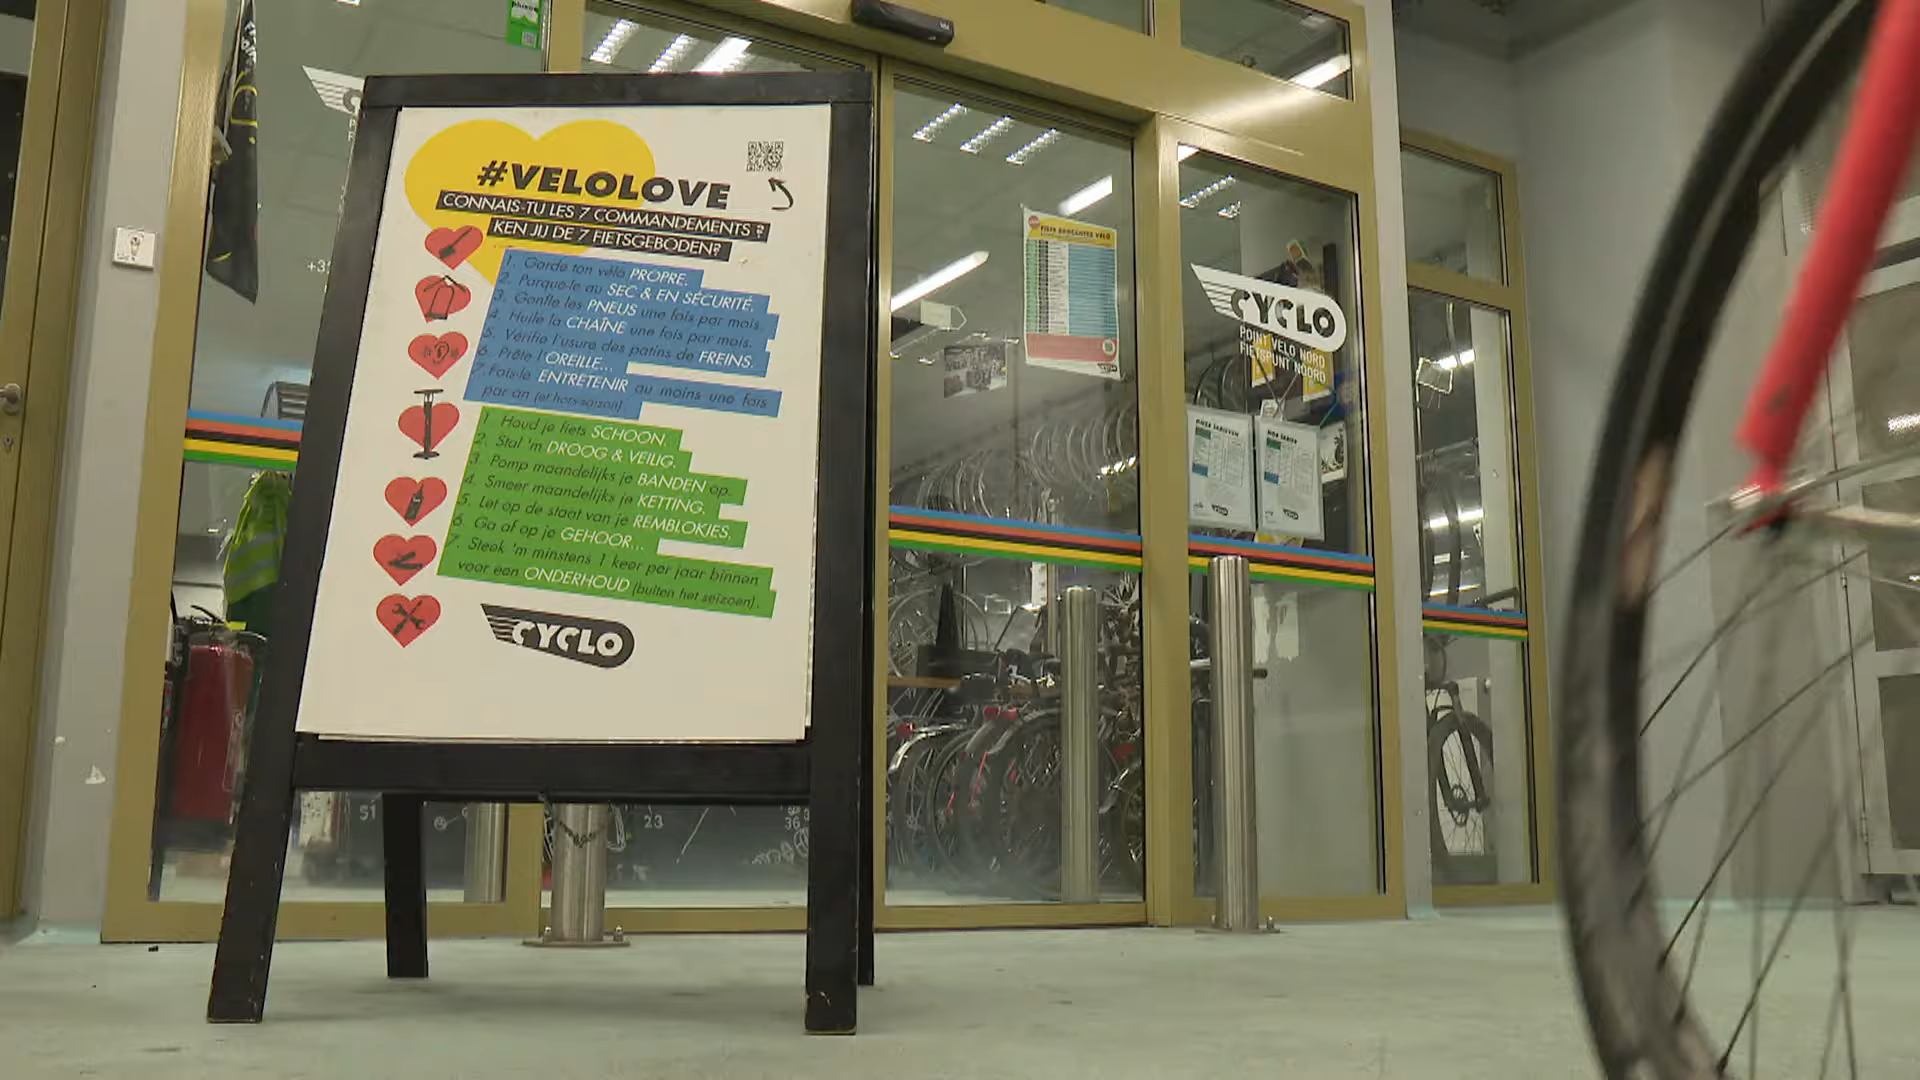 #VELOLOVE
CONNAIS-TU LES 7 COMMANDEMENTS ?
KEN JIJ DE 7 FIETSGEBODEN?
1. Garde ton vélo PROPRE.
2. Parque-le au SEC & EN SÉCURITÉ.
3. Gonfle les PNEUS une fois par mois.
4. Huile la CHAÎNE une fois par mois.
5. Vérifie l'usure des patins de FREINS.
6. Prête l'OREILLE...
7. Fais-le ENTRETENIR au moins une fois
par an (et hors-saison).
1. Houd je fiets SCHOON.
2. Stal 'm DROOG & VEILIG.
3. Pomp maandelijks je BANDEN op.
4. Smeer maandelijks je KETTING.
5. Let op de staat van je REMBLOKJES.
6. Ga af op je GEHOOR...
7. Steek 'm minstens 1 keer per jaar binnen
voor een ONDERHOUD (buiten het seizoen).
CYCLO
CYCLO
POINT VELO NORD
FIETSPUNT NOORD
51
23
36